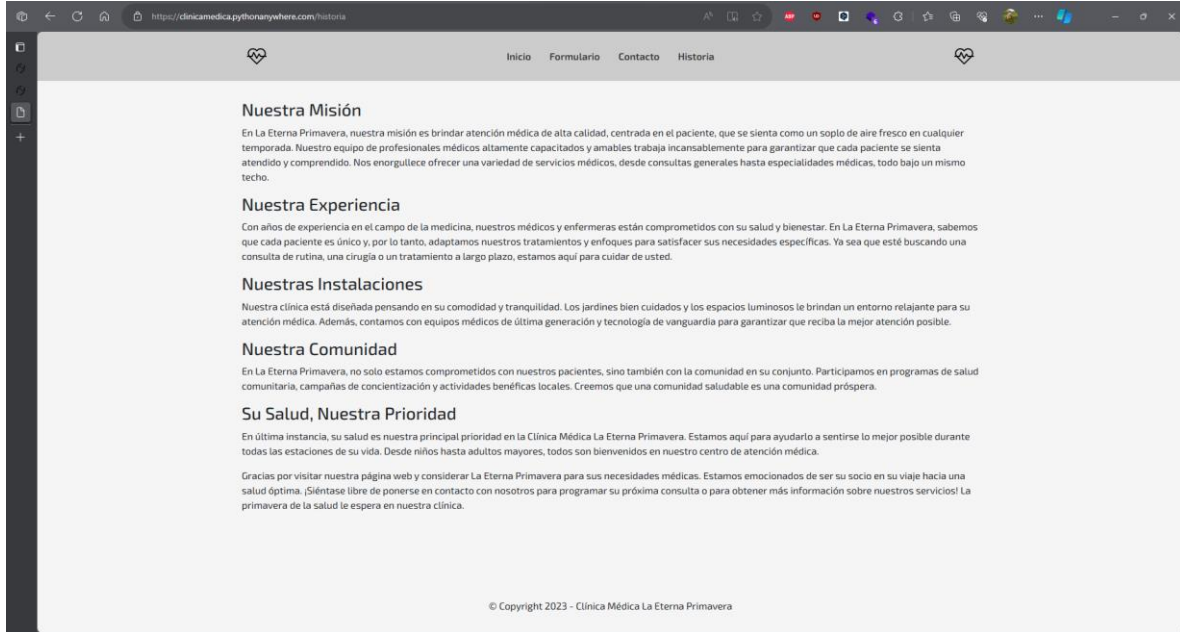 https://clinicamedica.pythonanywhere.com/historia
Inicio Formulario Contacto Historia
Nuestra Misión
En La Eterna Primavera, nuestra misión es brindar atención médica de alta calidad, centrada en el paciente, que se sienta como un soplo de aire fresco en cualquier
temporada. Nuestro equipo de profesionales médicos altamente capacitados y amables trabaja incansablemente para garantizar que cada paciente se sienta
atendido y comprendido. Nos enorgullece ofrecer una variedad de servicios médicos, desde consultas generales hasta especialidades médicas, todo bajo un mismo
techo.
Nuestra Experiencia
Con años de experiencia en el campo de la medicina, nuestros médicos y enfermeras están comprometidos con su salud y bienestar. En La Eterna Primavera, sabemos
que cada paciente es único y, por lo tanto, adaptamos nuestros tratamientos y enfoques para satisfacer sus necesidades específicas. Ya sea que esté buscando una
consulta de rutina, una cirugía o un tratamiento a largo plazo, estamos aquí para cuidar de usted.
Nuestras Instalaciones
Nuestra clínica está diseñada pensando en su comodidad y tranquilidad. Los jardines bien cuidados y los espacios luminosos le brindan un entorno relajante para su
atención médica. Además, contamos con equipos médicos de última generación y tecnología de vanguardia para garantizar que reciba la mejor atención posible.
Nuestra Comunidad
En La Eterna Primavera, no solo estamos comprometidos con nuestros pacientes, sino también con la comunidad en su conjunto. Participamos en programas de salud
comunitaria, campañas de concientización y actividades benéficas locales. Creemos que una comunidad saludable es una comunidad próspera.
Su Salud, Nuestra Prioridad
En última instancia, su salud es nuestra principal prioridad en la Clínica Médica La Eterna Primavera. Estamos aquí para ayudarlo a sentirse lo mejor posible durante
todas las estaciones de su vida. Desde niños hasta adultos mayores, todos son bienvenidos en nuestro centro de atención médica.
Gracias por visitar nuestra página web y considerar La Eterna Primavera para sus necesidades médicas. Estamos emocionados de ser su socio en su viaje hacia una
salud óptima. ¡Siéntase libre de ponerse en contacto con nosotros para programar su próxima consulta o para obtener más información sobre nuestros servicios! La
primavera de la salud le espera en nuestra clínica.
© Copyright 2023 - Clínica Médica La Eterna Primavera